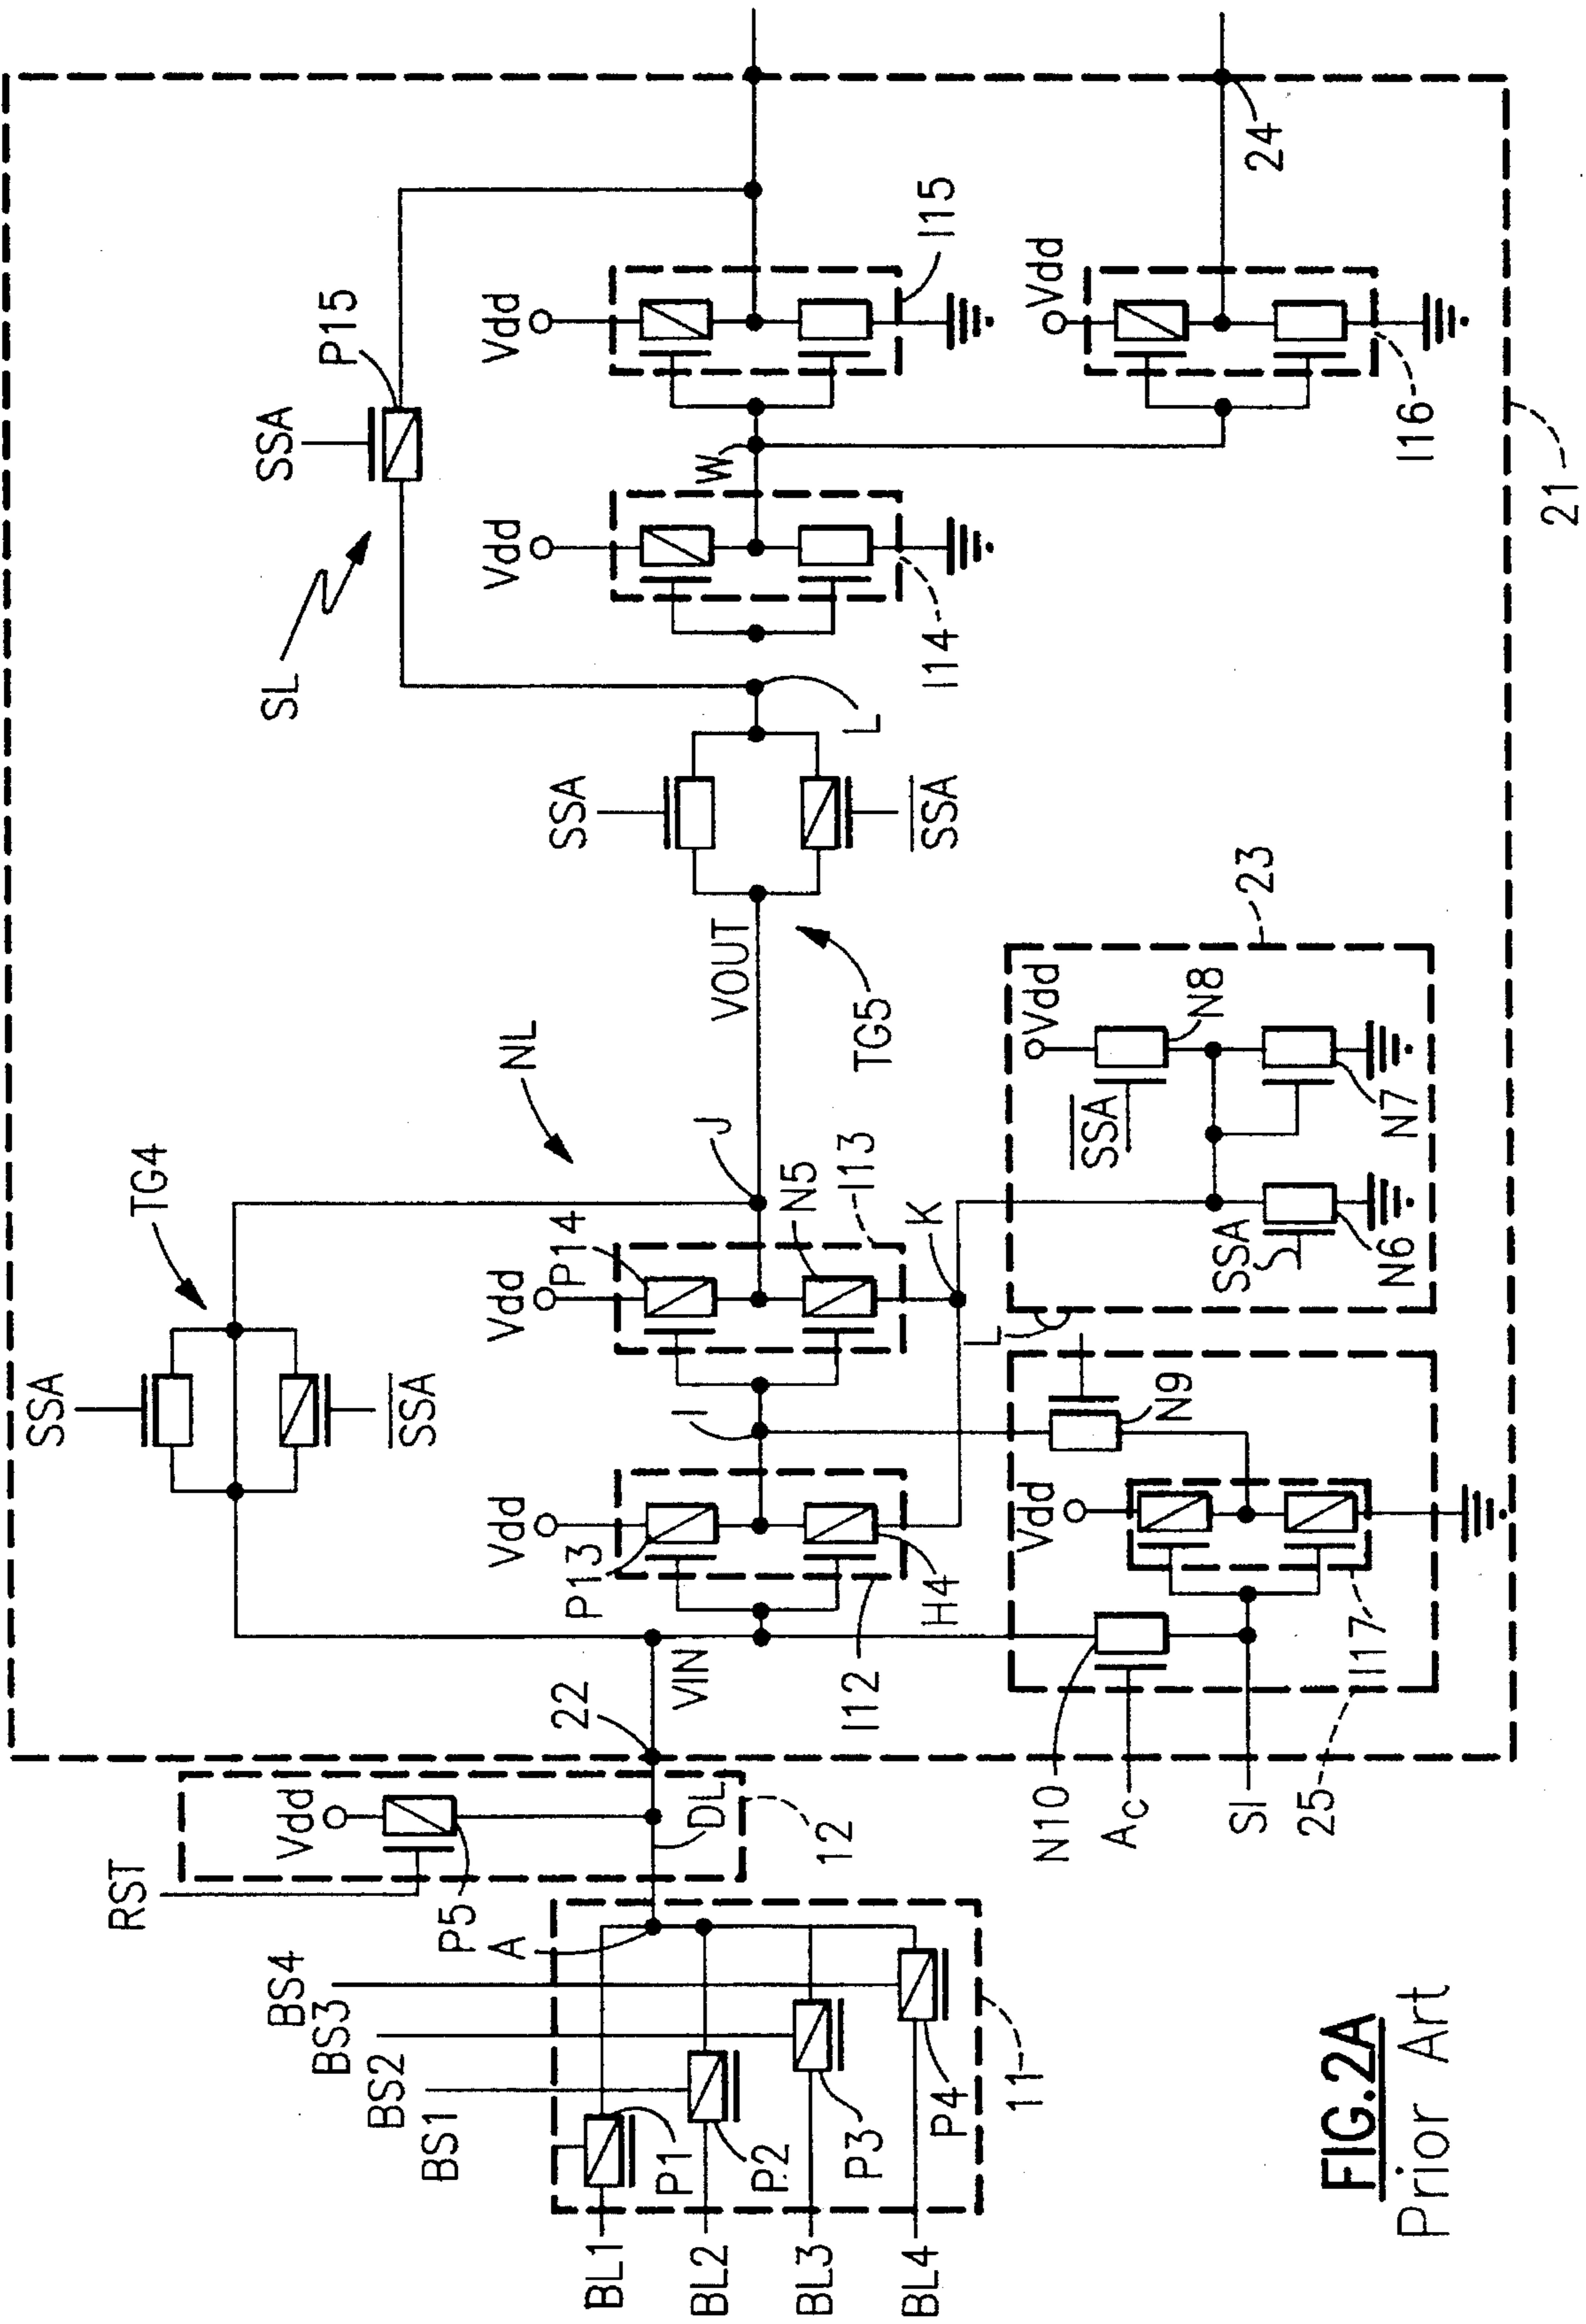 RST
BS4
BS3
BS2
BS1
BL1
BL2
BL3
BL4
P1
P2
P3
P4
11
A
P5
Vdd
DL
12
22
VIN
SSA
SSA
TG4
Vdd
P13
H4
I12
I
Vdd
P14
N5
I13
J
K
NL
VOUT
TG5
SSA
SSA
L
SL
SSA
P15
Vdd
I14
W
Vdd
I15
Vdd
I16
24
21
N10
Ac
SI
25
I17
Vdd
N9
L
23
Vdd
N8
SSA
N7
SSA
N6
FIG.2A
Prior Art